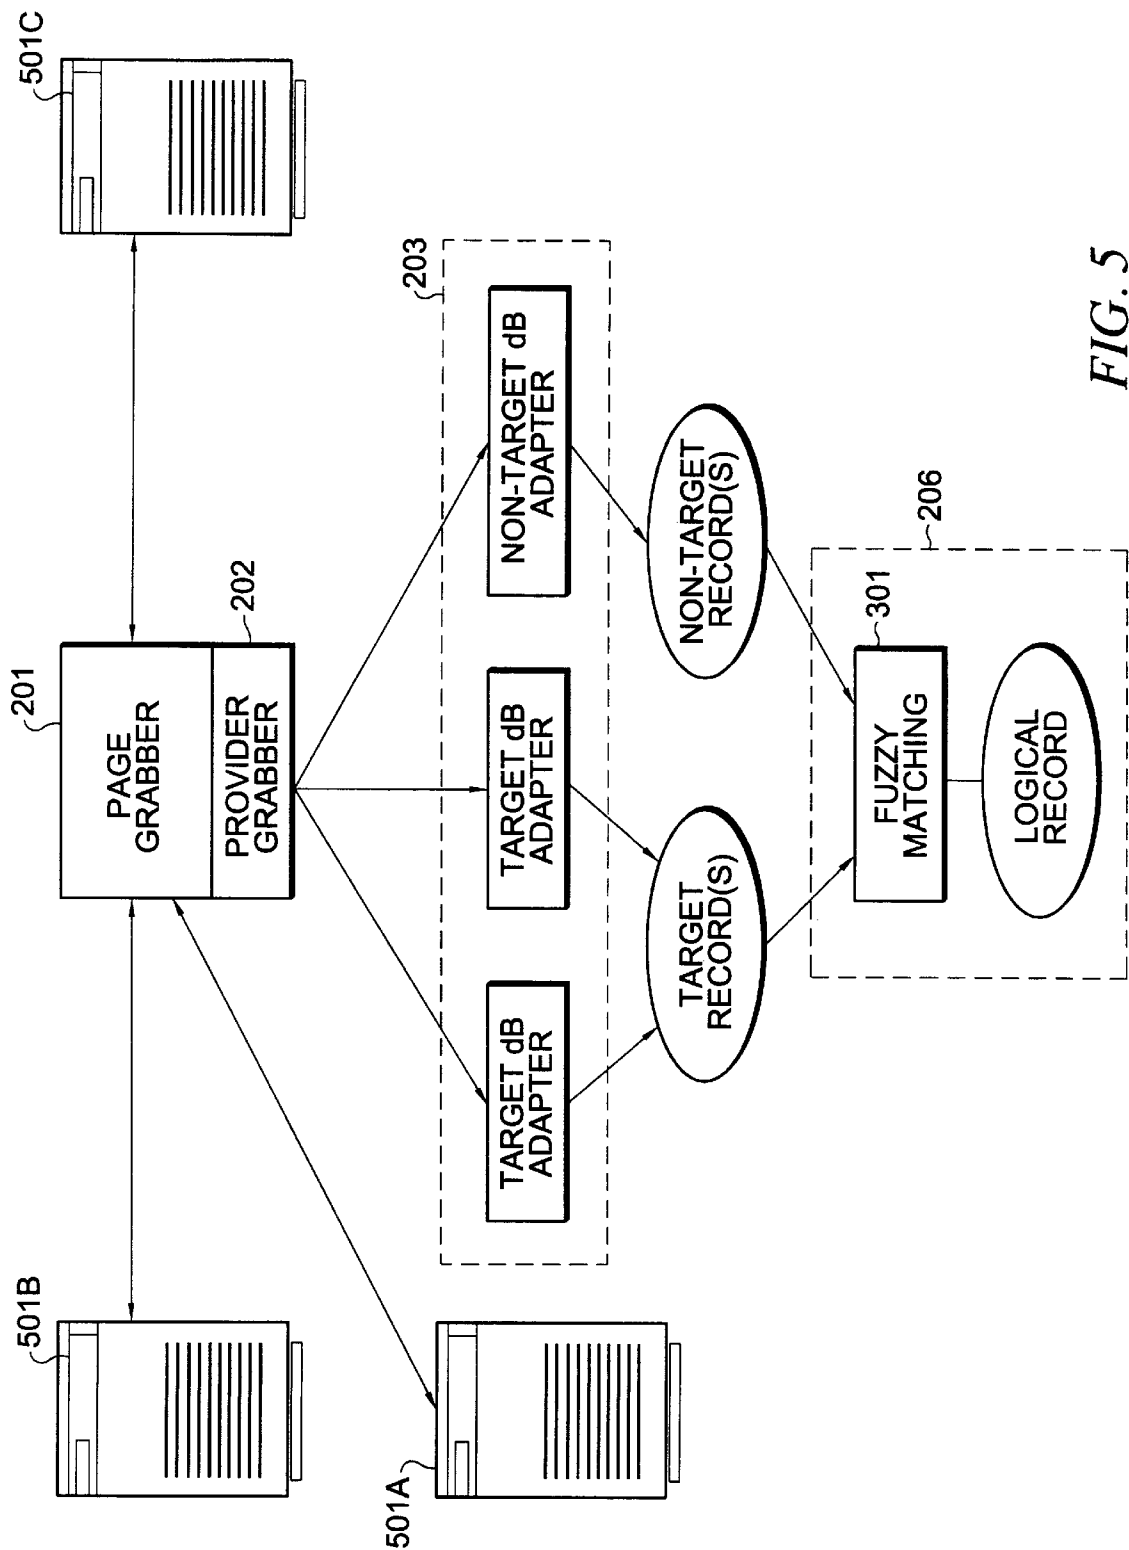 501B
201
501C
PAGE
GRABBER
PROVIDER
GRABBER
202
501A
203
TARGET dB
ADAPTER
TARGET dB
ADAPTER
NON-TARGET dB
ADAPTER
TARGET
RECORD(S)
NON-TARGET
RECORD(S)
301
206
FUZZY
MATCHING
LOGICAL
RECORD
FIG. 5